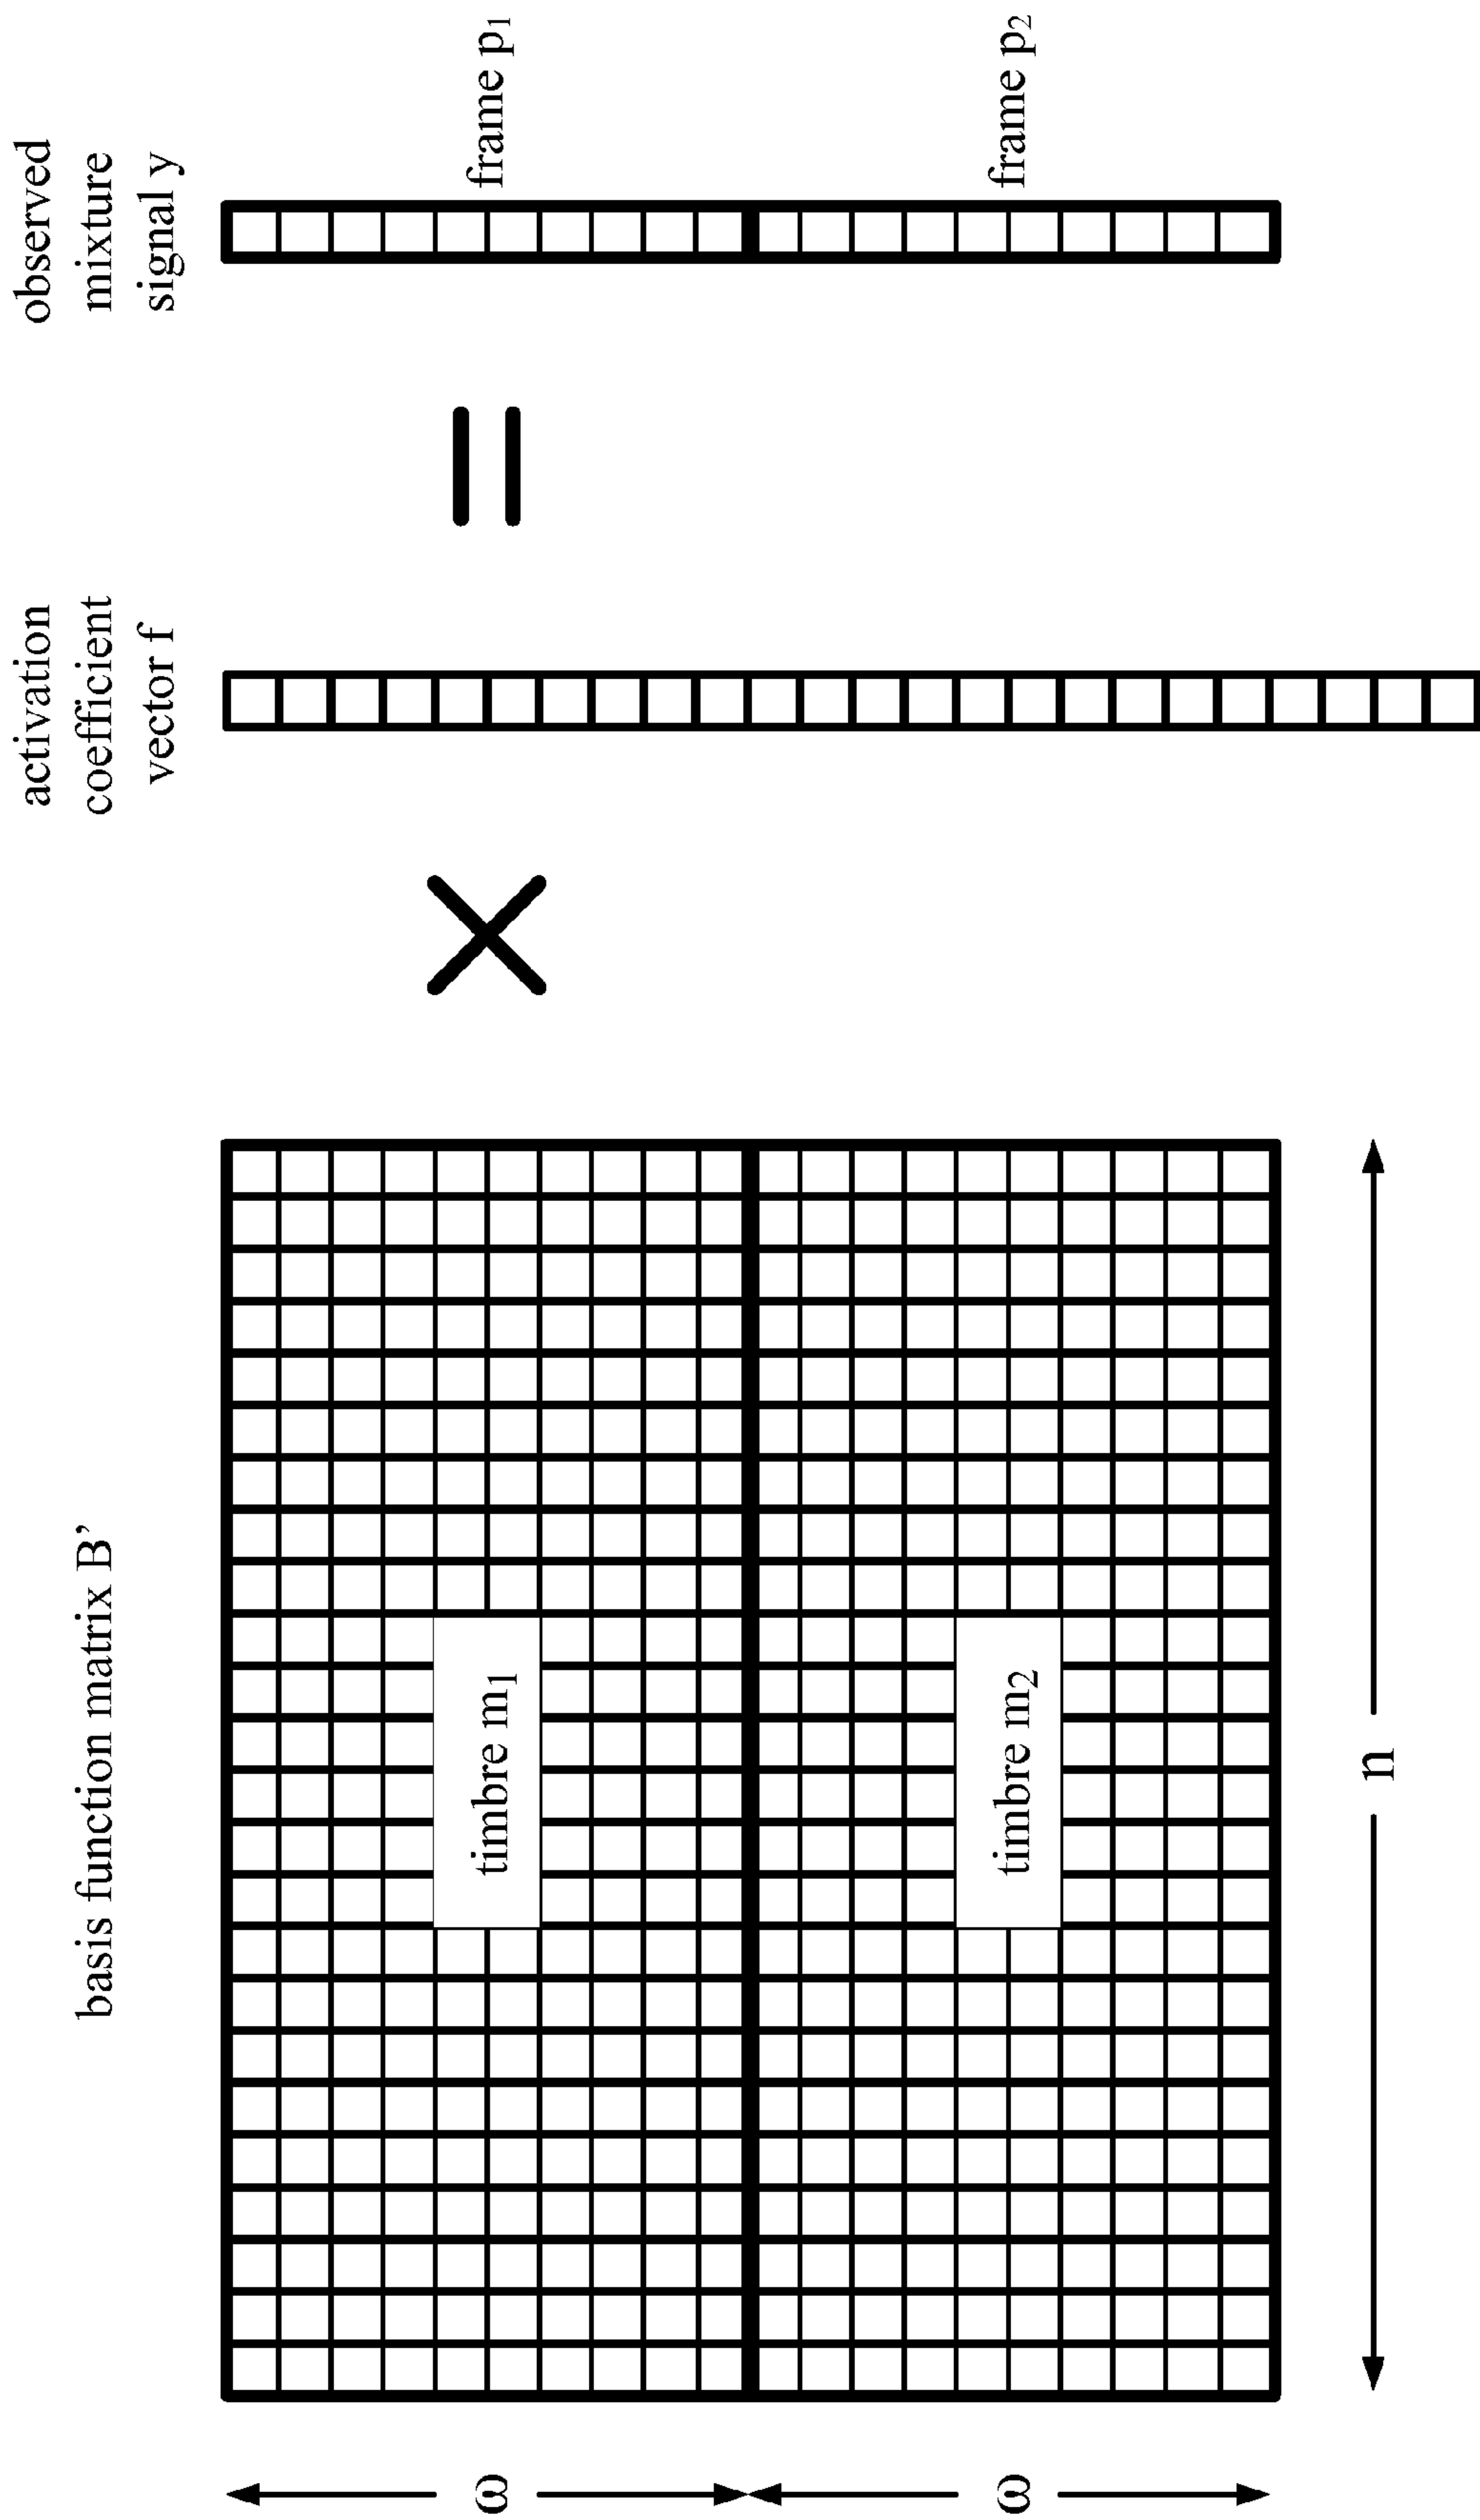 basis function matrix B’
activation
coefficient
vector f
observed
mixture
signal y
timbre m1
timbre m2
frame p1
frame p2
ω
ω
n